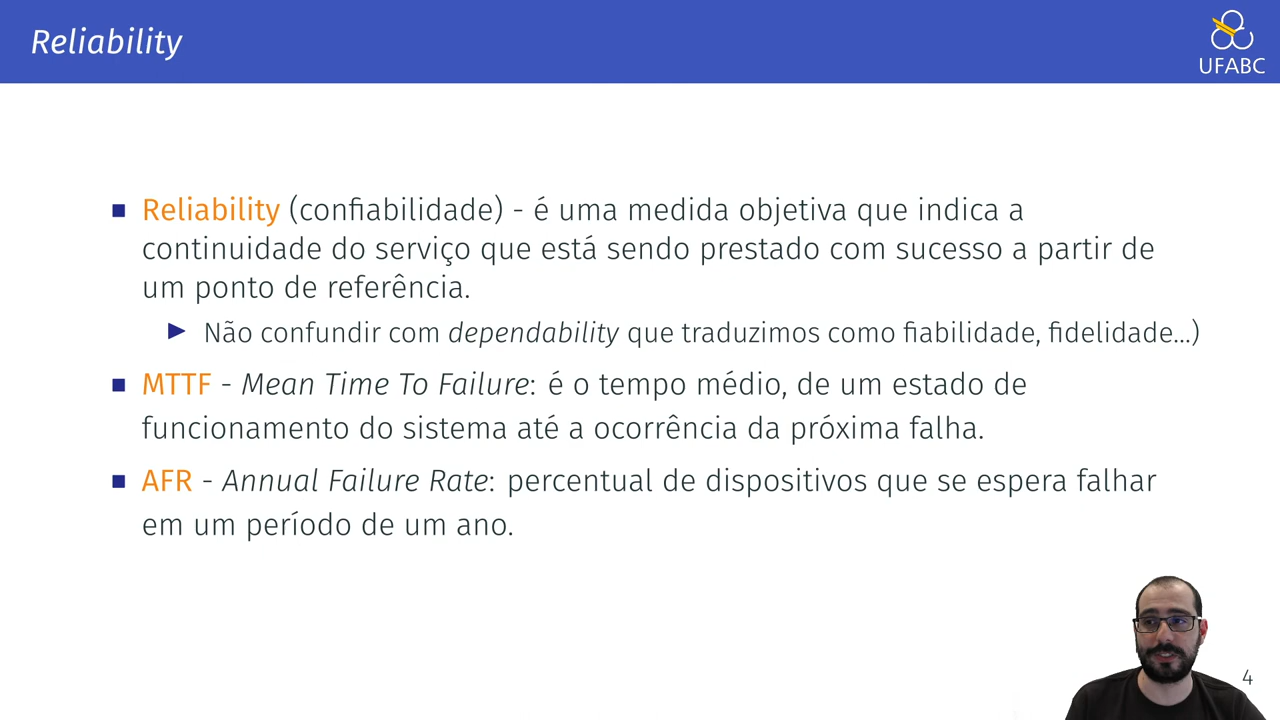 Reliability
UFABC
Reliability (confiabilidade) - é uma medida objetiva que indica a
continuidade do serviço que está sendo prestado com sucesso a partir de
um ponto de referência.
Não confundir com dependability que traduzimos como fiabilidade, fidelidade...)
MTTF - Mean Time To Failure: é o tempo médio, de um estado de
funcionamento do sistema até a ocorrência da próxima falha.
AFR - Annual Failure Rate: percentual de dispositivos que se espera falhar
em um período de um ano.
4